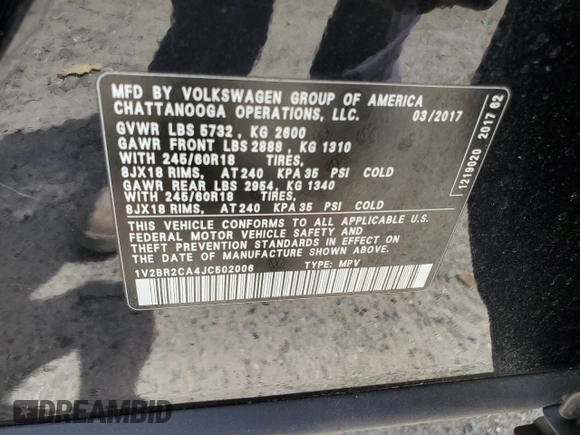 MFD BY VOLKSWAGEN GROUP OF AMERICA
CHATTANOOGA OPERATIONS, LLC. 03/2017
GVWR LBS 5732 , KG 2600
GAWR FRONT LBS 2888 , KG 1310
WITH 245/60R18 TIRES,
8JX18 RIMS, AT 240 KPA 35 PSI COLD
GAWR REAR LBS 2954, KG 1340
WITH 245/60R18 TIRES,
8JX18 RIMS, AT 240 KPA 35 PSI COLD
THIS VEHICLE CONFORMS TO ALL APPLICABLE U.S.
FEDERAL MOTOR VEHICLE SAFETY AND
THEFT PREVENTION STANDARDS IN EFFECT ON
THE DATE OF MANUFACTURE SHOWN ABOVE.
1V2BR2CA4JC502006 TYPE: MPV
1219020 2017 62
DREAMBID